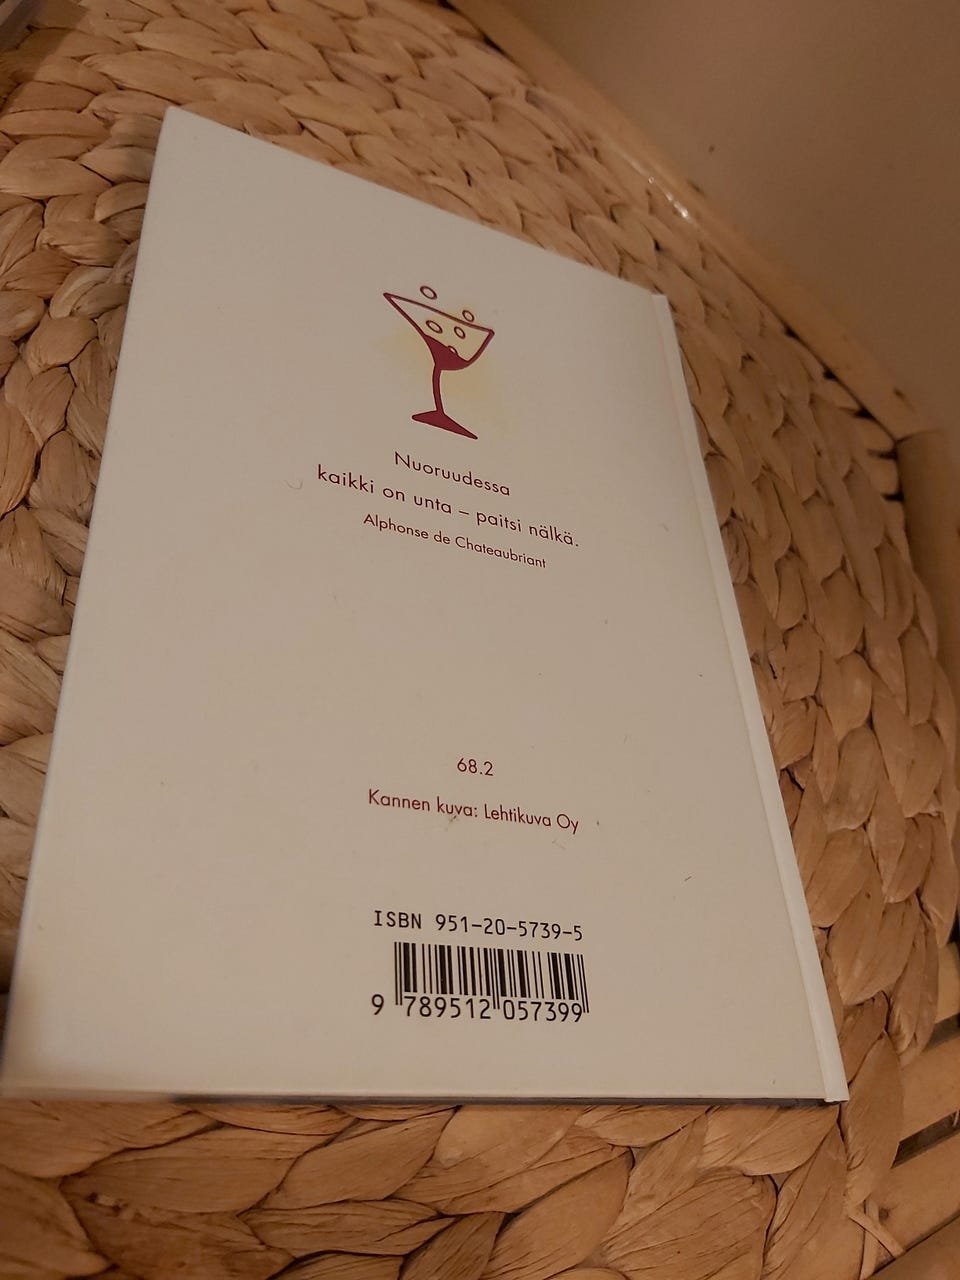 Nuoruudessa
kaikki on unta – paitsi nälkä.
Alphonse de Chateaubriant
68.2
Kannen kuva: Lehtikuva Oy
ISBN 951-20-5739-5
9 789512 057399